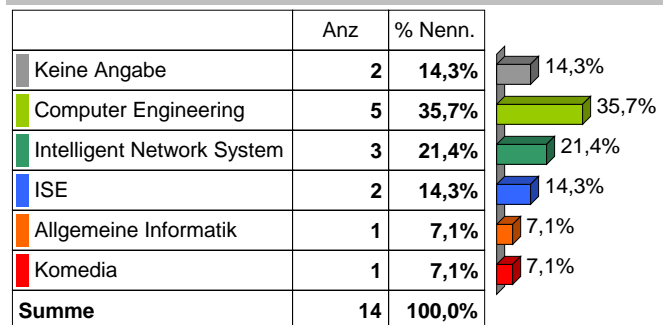 Anz % Nenn.
Keine Angabe 2 14,3% 14,3%
Computer Engineering 5 35,7% 35,7%
Intelligent Network System 3 21,4% 21,4%
ISE 2 14,3% 14,3%
Allgemeine Informatik 1 7,1% 7,1%
Komedia 1 7,1% 7,1%
Summe 14 100,0%